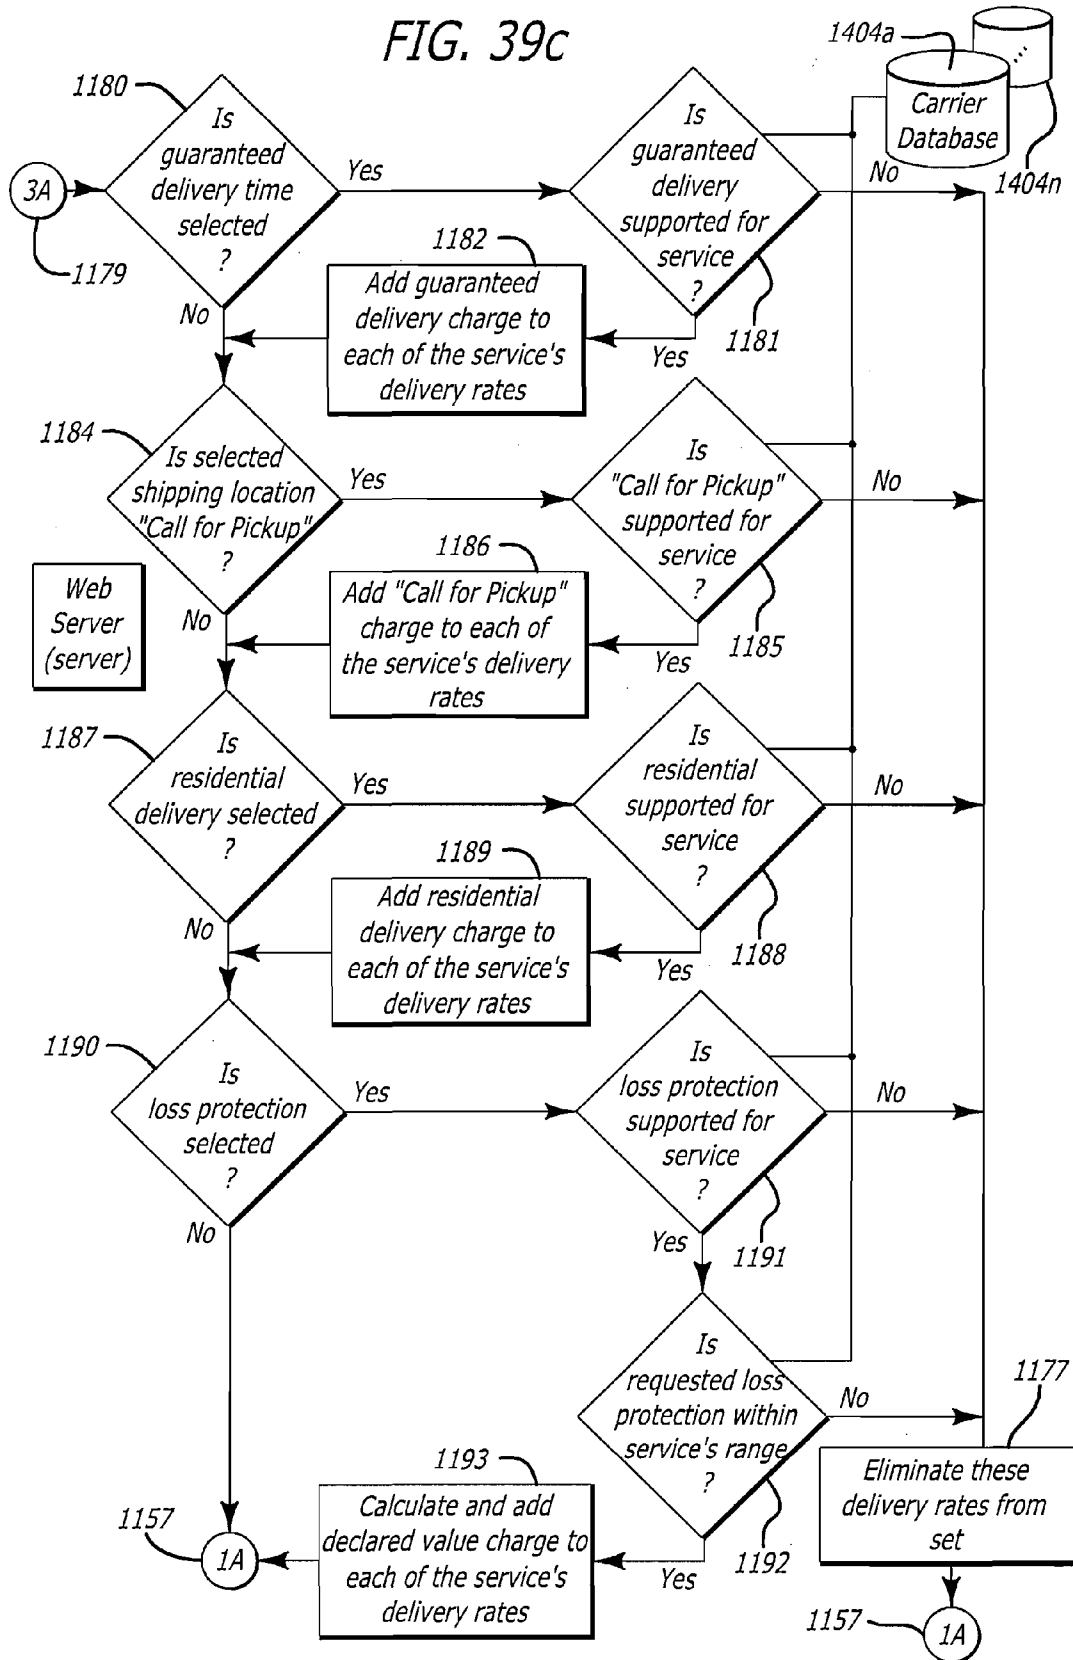 FIG. 39c
1404a
Carrier
Database
1404n
1180
Is
guaranteed
delivery time
selected
?
3A
1179
Yes
No
Is
guaranteed
delivery
supported for
service
?
No
1181
Yes
1182
Add guaranteed
delivery charge to
each of the service's
delivery rates
1184
Is selected
shipping location
"Call for Pickup"
?
Yes
No
Is
"Call for Pickup"
supported for
service
?
No
1185
Yes
1186
Add "Call for Pickup"
charge to each of
the service's delivery
rates
Web
Server
(server)
1187
Is
residential
delivery selected
?
Yes
No
Is
residential
supported for
service
?
No
1188
Yes
1189
Add residential
delivery charge to
each of the service's
delivery rates
1190
Is
loss protection
selected
?
Yes
No
Is
loss protection
supported for
service
?
No
1191
Yes
Is
requested loss
protection within
service's range
?
No
1192
Yes
1193
Calculate and add
declared value charge to
each of the service's
delivery rates
1157
1A
1177
Eliminate these
delivery rates from
set
1157
1A